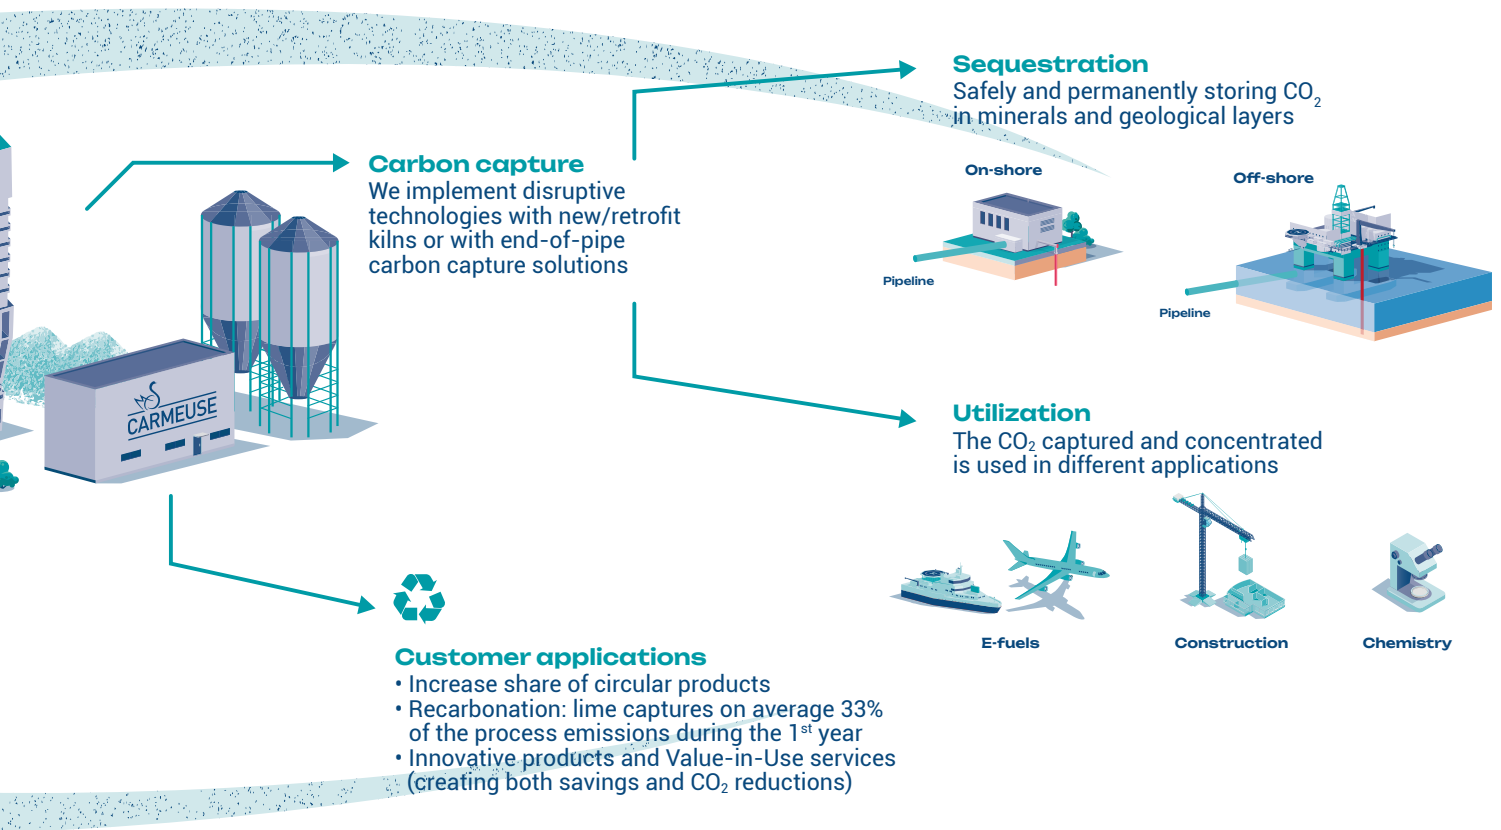 Sequestration
Safely and permanently storing CO₂
in minerals and geological layers
On-shore
Off-shore
Pipeline
Pipeline
Carbon capture
We implement disruptive
technologies with new/retrofit
kilns or with end-of-pipe
carbon capture solutions
CARMEUSE
Utilization
The CO₂ captured and concentrated
is used in different applications
E-fuels
Construction
Chemistry
Customer applications
• Increase share of circular products
• Recarbonation: lime captures on average 33%
of the process emissions during the 1ˢᵗ year
• Innovative products and Value-in-Use services
(creating both savings and CO₂ reductions)